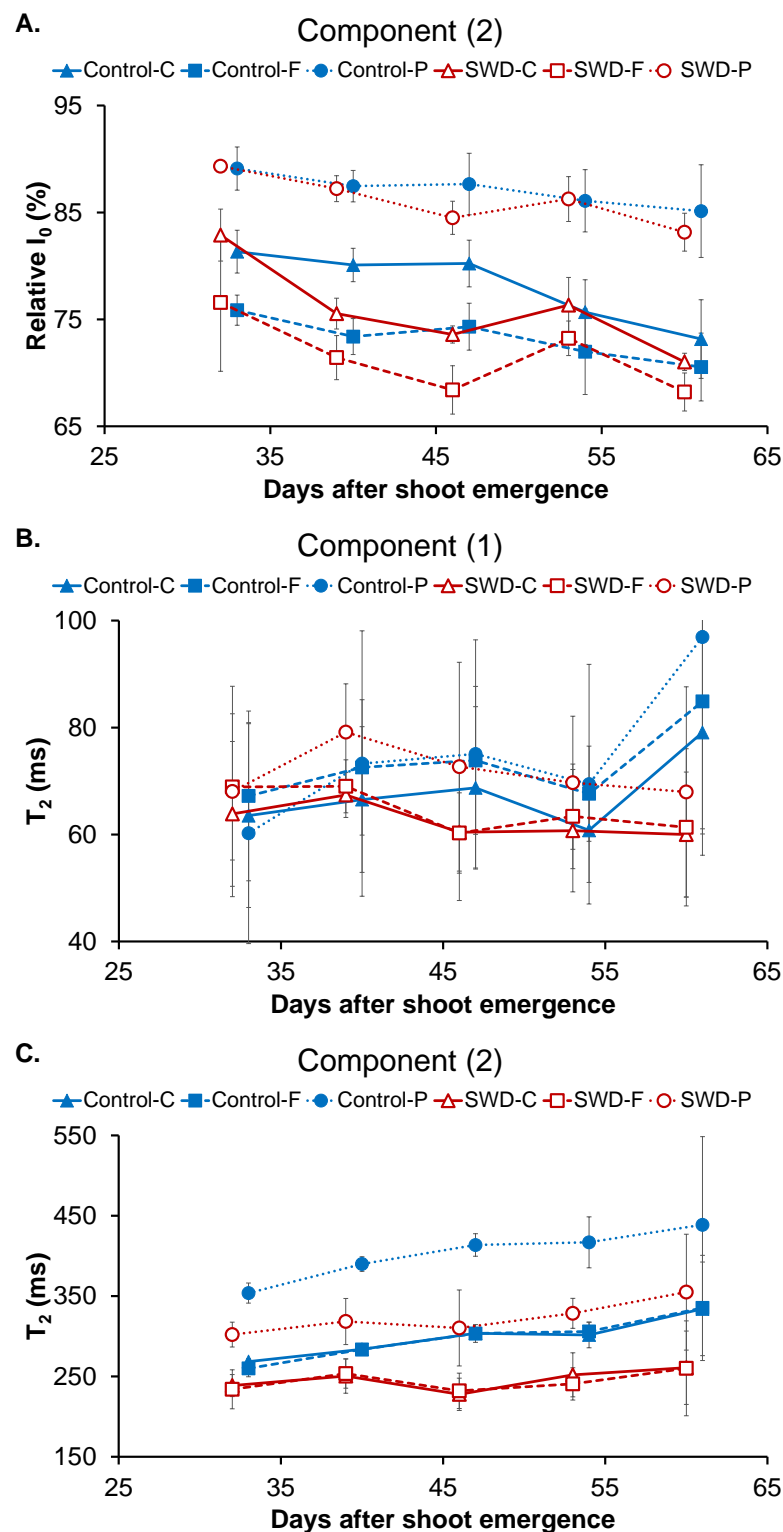 A.
Component (2)
Control-C Control-F Control-P SWD-C SWD-F SWD-P
95
85
75
65
Relative I₀ (%)
25 35 45 55 65
Days after shoot emergence
B.
Component (1)
Control-C Control-F Control-P SWD-C SWD-F SWD-P
100
80
60
40
T₂ (ms)
25 35 45 55 65
Days after shoot emergence
C.
Component (2)
Control-C Control-F Control-P SWD-C SWD-F SWD-P
550
450
350
250
150
T₂ (ms)
25 35 45 55 65
Days after shoot emergence